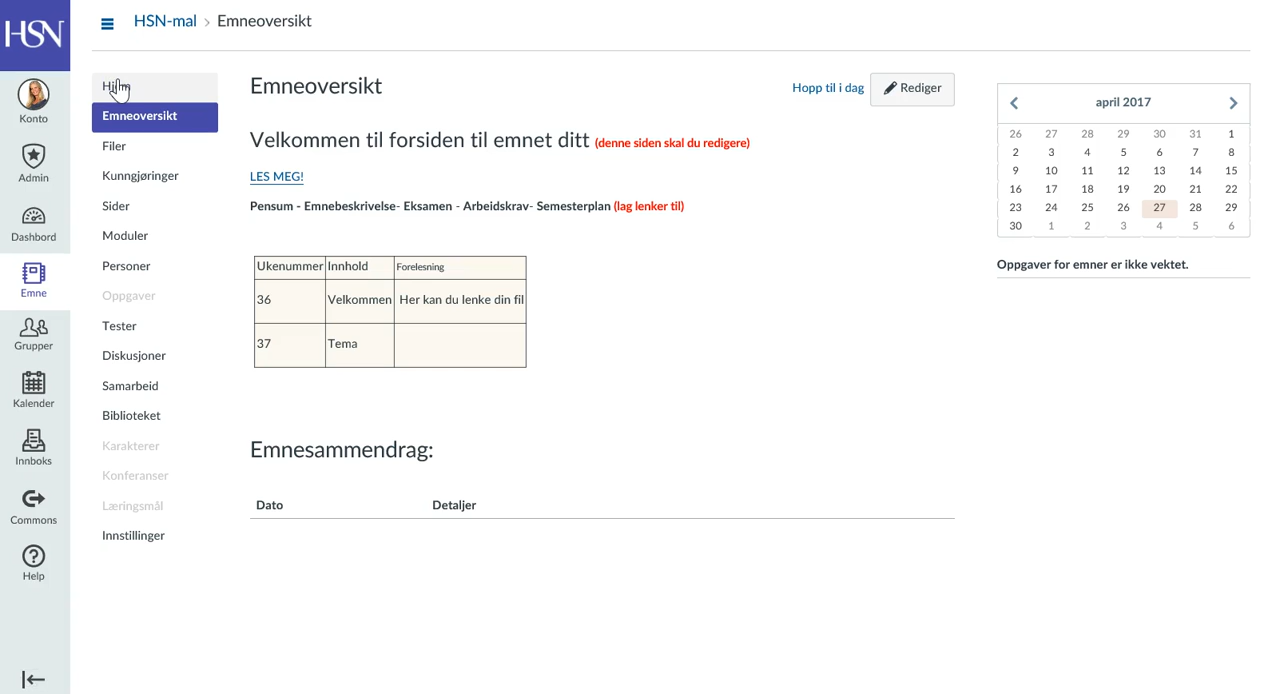 HSN
Konto
Admin
Dashbord
Emne
Grupper
Kalender
Innboks
Commons
Help
HSN-mal > Emneoversikt
Emneoversikt
Filer
Kunngjøringer
Sider
Moduler
Personer
Oppgaver
Tester
Diskusjoner
Samarbeid
Biblioteket
Karakterer
Konferanser
Læringsmål
Innstillinger
Emneoversikt
Hopp til i dag
Rediger
Velkommen til forsiden til emnet ditt (denne siden skal du redigere)
LES MEG!
Pensum - Emnebeskrivelse- Eksamen - Arbeidskrav- Semesterplan (lag lenker til)
Ukenummer Innhold Forelesning
36 Velkommen Her kan du lenke din fil
37 Tema
Emnesammendrag:
Dato Detaljer
april 2017
26 27 28 29 30 31 1
2 3 4 5 6 7 8
9 10 11 12 13 14 15
16 17 18 19 20 21 22
23 24 25 26 27 28 29
30 1 2 3 4 5 6
Oppgaver for emner er ikke vektet.